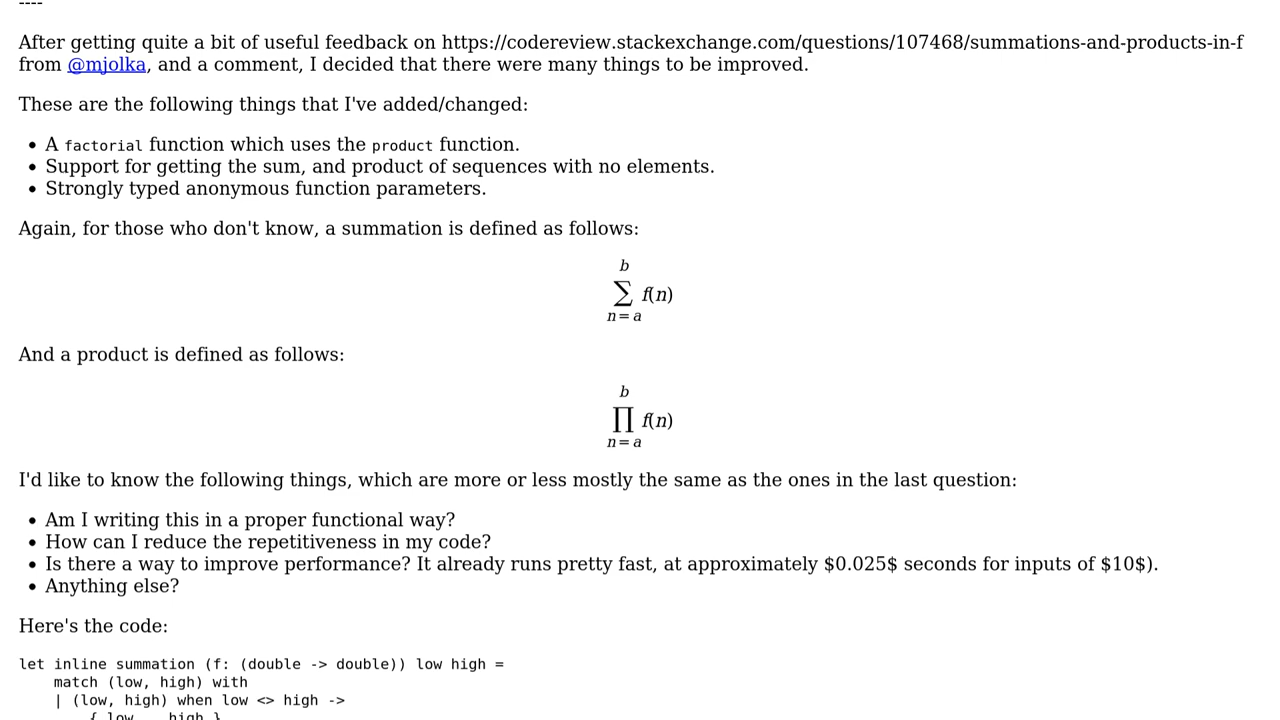 ----
After getting quite a bit of useful feedback on https://codereview.stackexchange.com/questions/107468/summations-and-products-in-f
from @mjolka, and a comment, I decided that there were many things to be improved.
These are the following things that I've added/changed:
• A factorial function which uses the product function.
• Support for getting the sum, and product of sequences with no elements.
• Strongly typed anonymous function parameters.
Again, for those who don't know, a summation is defined as follows:
b
∑ f(n)
n = a
And a product is defined as follows:
b
∏ f(n)
n = a
I'd like to know the following things, which are more or less mostly the same as the ones in the last question:
• Am I writing this in a proper functional way?
• How can I reduce the repetitiveness in my code?
• Is there a way to improve performance? It already runs pretty fast, at approximately $0.025$ seconds for inputs of $10$).
• Anything else?
Here's the code:
let inline summation (f: (double -> double)) low high =
    match (low, high) with
    | (low, high) when low <> high ->
        { low .. high }